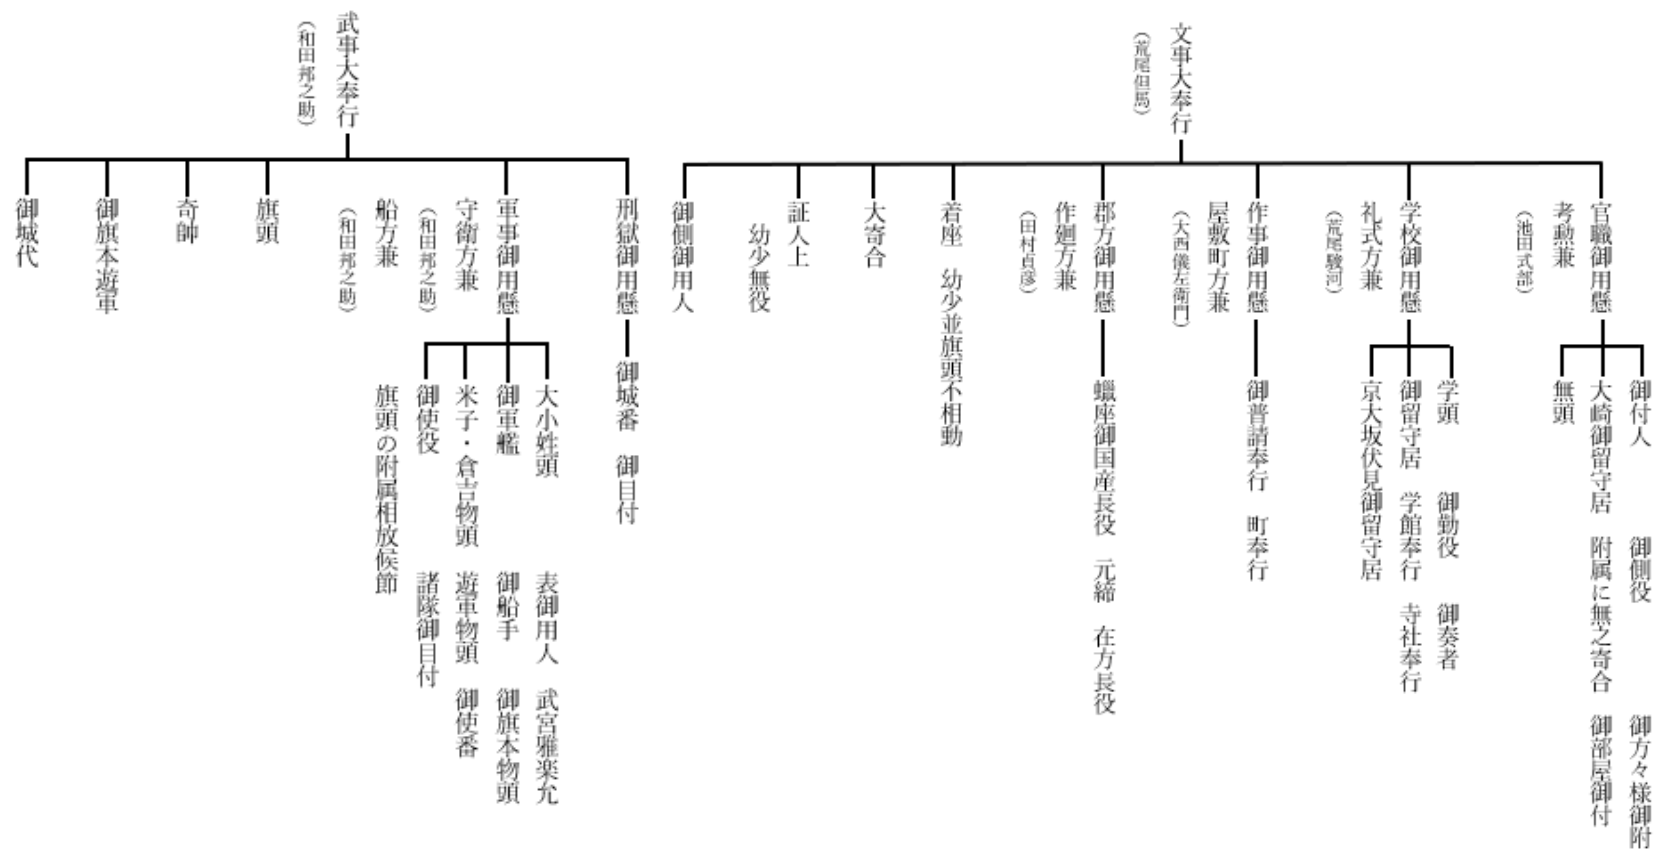 文事大奉行
（荒尾但馬）
官職御用懸
考勲兼
（池田式部）
御付人　御側役　御方々様御附
大崎御留守居　附属に無之寄合　御部屋御付
無頭
学校御用懸
礼式方兼
（荒尾駿河）
学頭　御勤役　御奏者
御留守居　学館奉行　寺社奉行
京大坂伏見御留守居
作事御用懸
屋敷町方兼
（大西儀左衛門）
御普請奉行　町奉行
郡方御用懸
作廻方兼
（田村貞彦）
蠟座御国産長役　元締　在方長役
着座　幼少並旗頭不相勤
大寄合
証人上
幼少無役
御側御用人
武事大奉行
（和田邦之助）
刑獄御用懸
御城番　御目付
軍事御用懸
守衛方兼
（和田邦之助）
船方兼
（和田邦之助）
大小姓頭　表御用人　武宮雅楽允
御軍艦　御船手　御旗本物頭
米子・倉吉物頭　遊軍物頭　御使番
御使役　諸隊御目付
旗頭の附属相放候節
旗頭
奇帥
御旗本遊軍
御城代